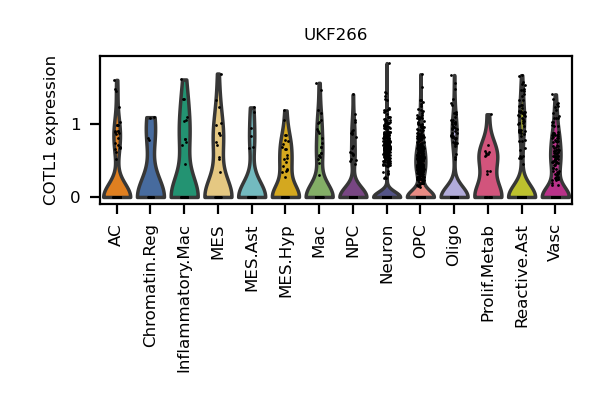 UKF266
COTL1 expression
1
0
AC
Chromatin.Reg
Inflammatory.Mac
MES
MES.Ast
MES.Hyp
Mac
NPC
Neuron
OPC
Oligo
Prolif.Metab
Reactive.Ast
Vasc